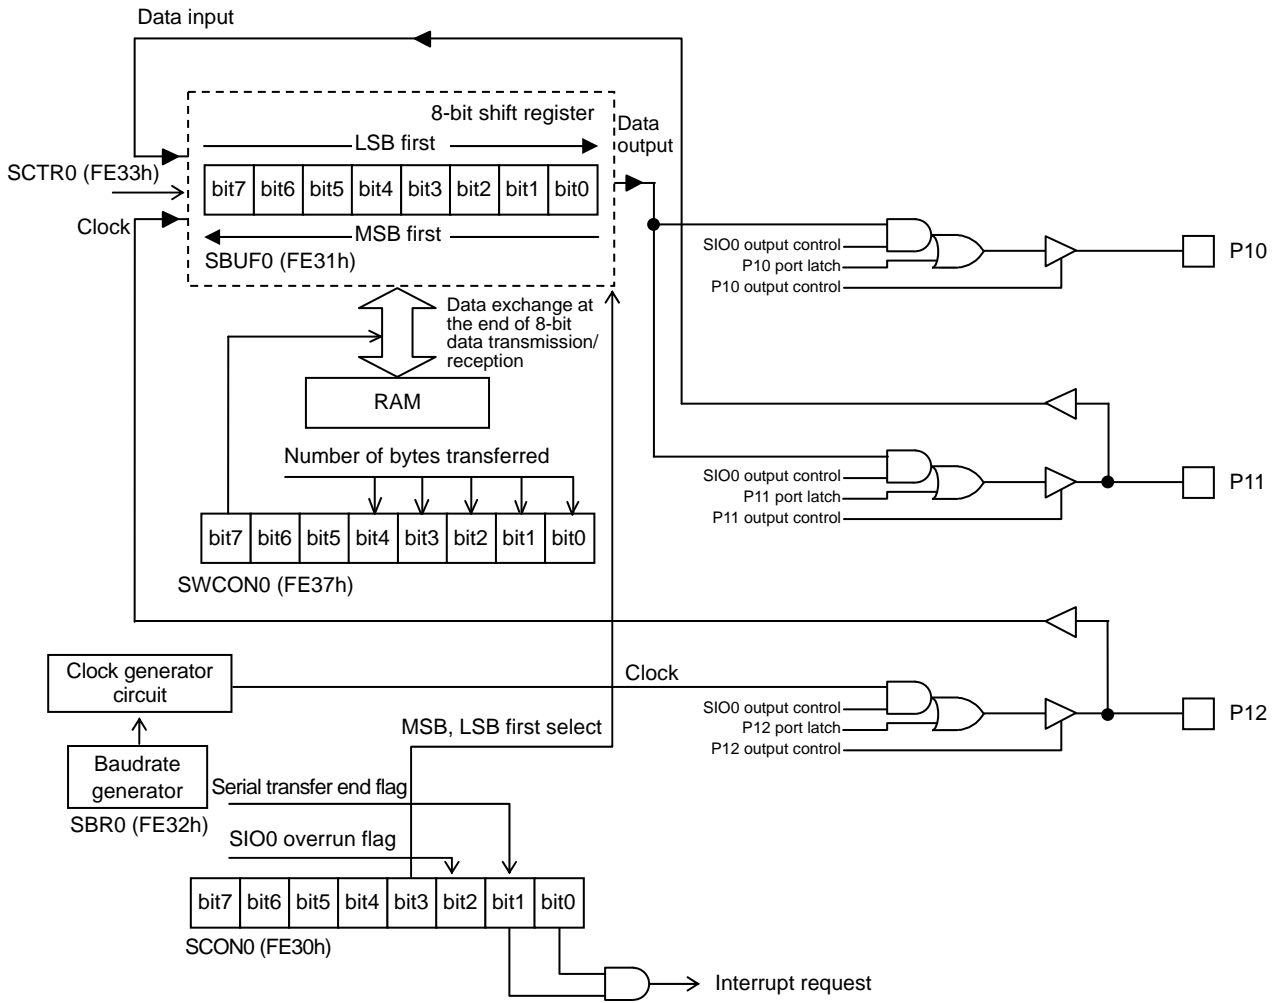 Data input
8-bit shift register
Data
output
LSB first
SCTR0 (FE33h)
bit7 bit6 bit5 bit4 bit3 bit2 bit1 bit0
Clock
MSB first
SBUF0 (FE31h)
SIO0 output control
P10 port latch
P10 output control
P10
Data exchange at
the end of 8-bit
data transmission/
reception
RAM
Number of bytes transferred
SIO0 output control
P11 port latch
P11 output control
P11
bit7 bit6 bit5 bit4 bit3 bit2 bit1 bit0
SWCON0 (FE37h)
Clock generator
circuit
Clock
SIO0 output control
P12 port latch
P12 output control
P12
MSB, LSB first select
Baudrate
generator
SBR0 (FE32h)
Serial transfer end flag
SIO0 overrun flag
bit7 bit6 bit5 bit4 bit3 bit2 bit1 bit0
SCON0 (FE30h)
Interrupt request